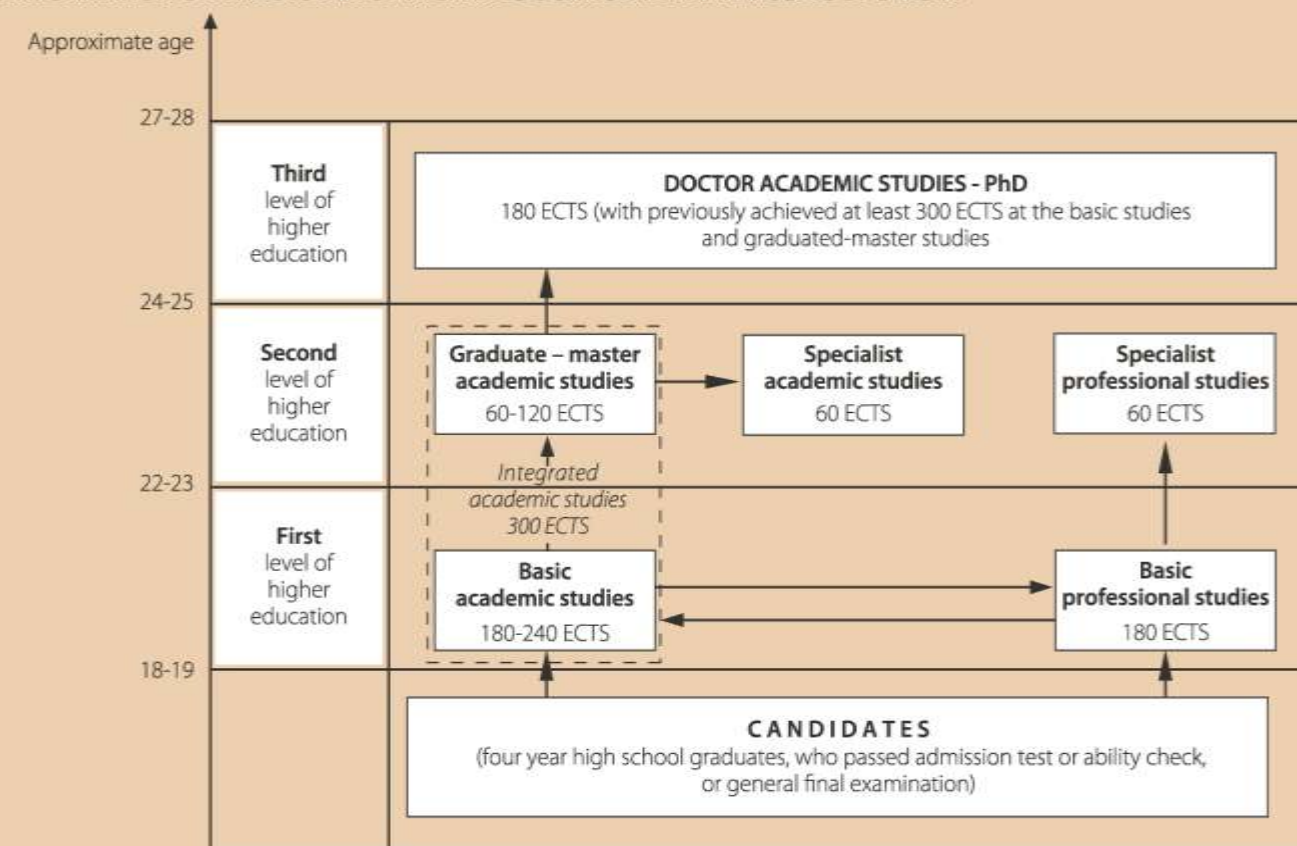 Approximate age
27-28
Third
level of
higher
education
DOCTOR ACADEMIC STUDIES - PhD
180 ECTS (with previously achieved at least 300 ECTS at the basic studies
and graduated-master studies
24-25
Second
level of
higher
education
Graduate – master
academic studies
60-120 ECTS
Specialist
academic studies
60 ECTS
Specialist
professional studies
60 ECTS
22-23
Integrated
academic studies
300 ECTS
First
level of
higher
education
Basic
academic studies
180-240 ECTS
Basic
professional studies
180 ECTS
18-19
CANDIDATES
(four year high school graduates, who passed admission test or ability check,
or general final examination)